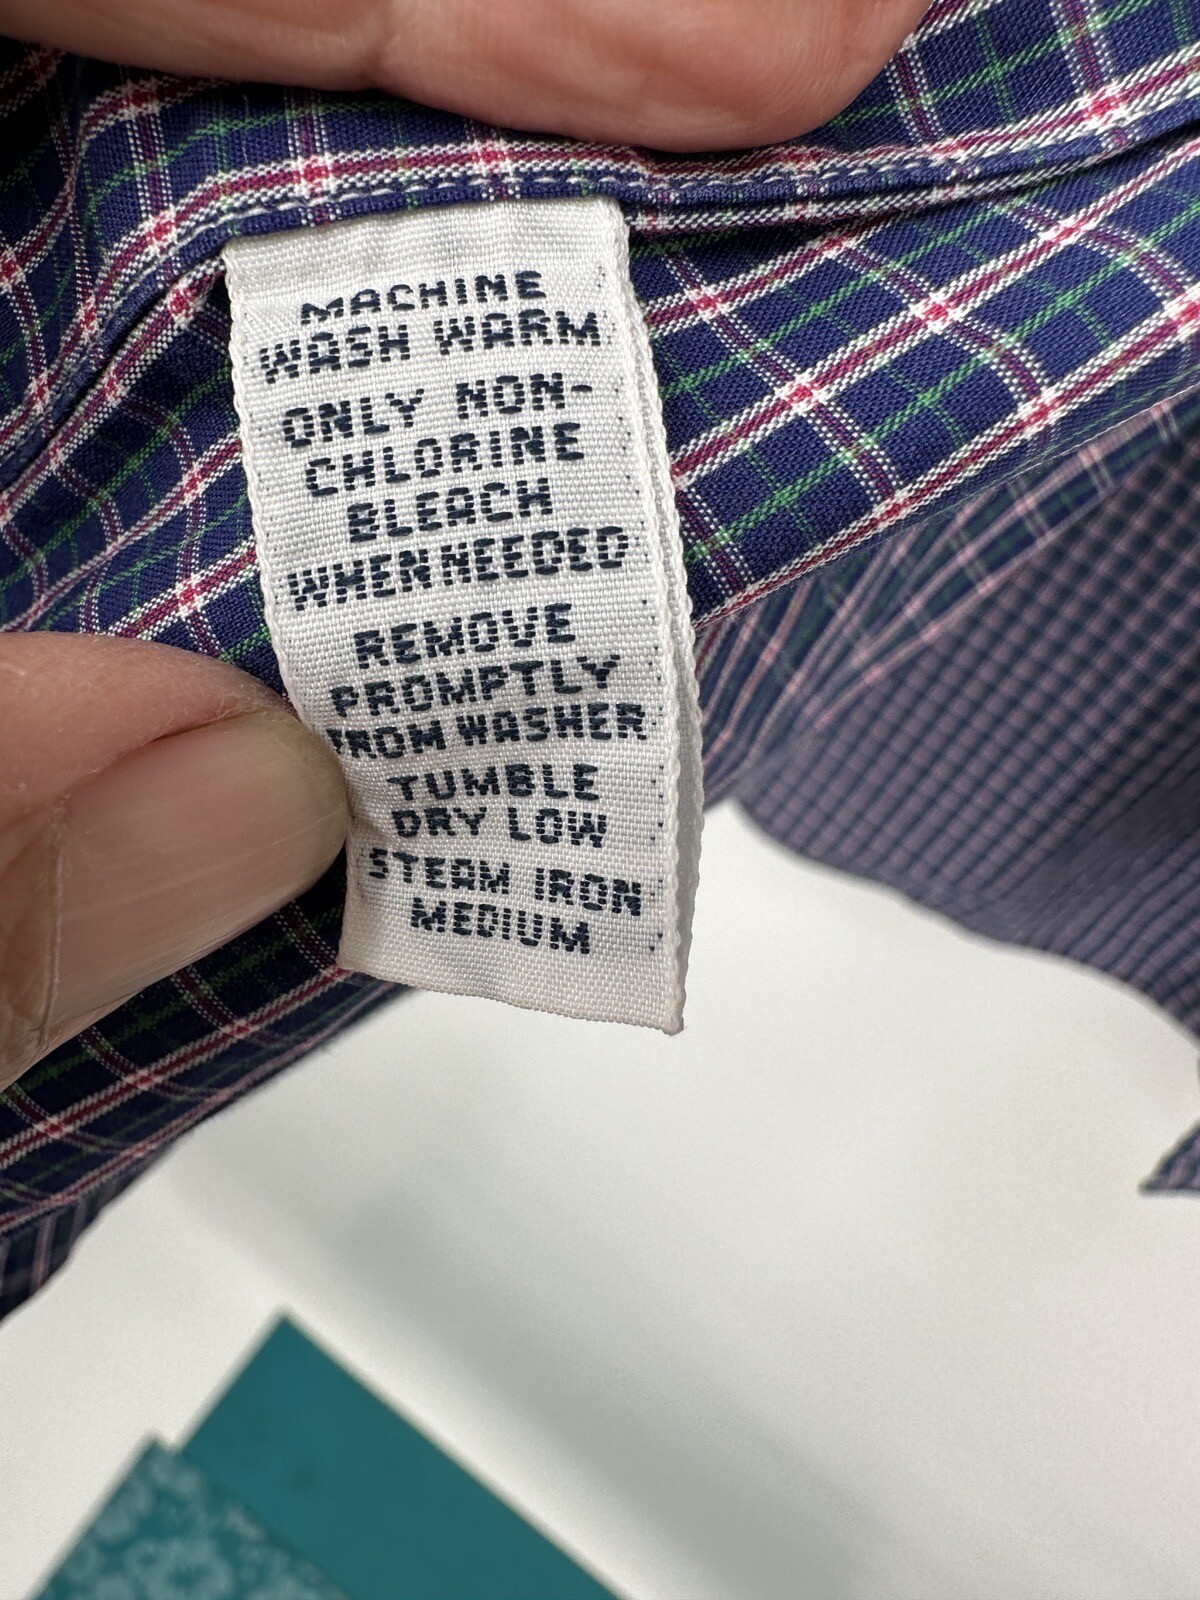 MACHINE
WASH WARM
ONLY NON-
CHLORINE
BLEACH
WHEN NEEDED
REMOVE
PROMPTLY
FROM WASHER
TUMBLE
DRY LOW
STEAM IRON
MEDIUM